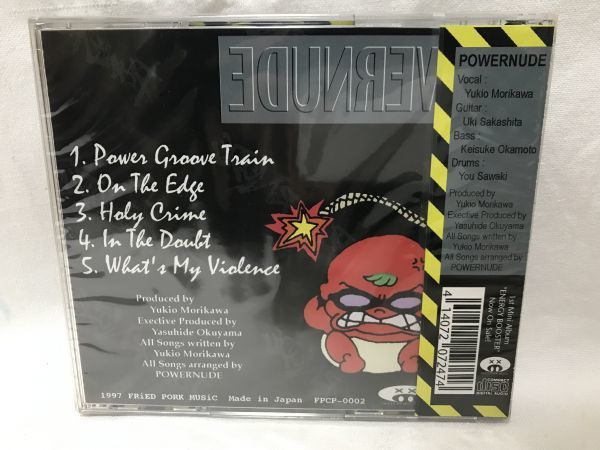 POWERNUDE
1. Power Groove Train
2. On The Edge
3. Holy Crime
4. In The Doubt
5. What's My Violence
Produced by
Yukio Morikawa
Exective Produced by
Yasuhide Okuyama
All Songs written by
Yukio Morikawa
All Songs arranged by
POWERNUDE
1997 FRiED PORK MUSiC Made in Japan FPCP-0002
POWERNUDE
Vocal :
Yukio Morikawa
Guitar :
Uki Sakashita
Bass :
Keisuke Okamoto
Drums :
You Sawaki
Produced by
Yukio Morikawa
Exective Produced by
Yasuhide Okuyama
All Songs written by
Yukio Morikawa
All Songs arranged by
POWERNUDE
1st Mini Album
"ENERGY BOOSTER"
Now On Sale!
4 14072 072474
COMPACT
disc
DIGITAL AUDIO